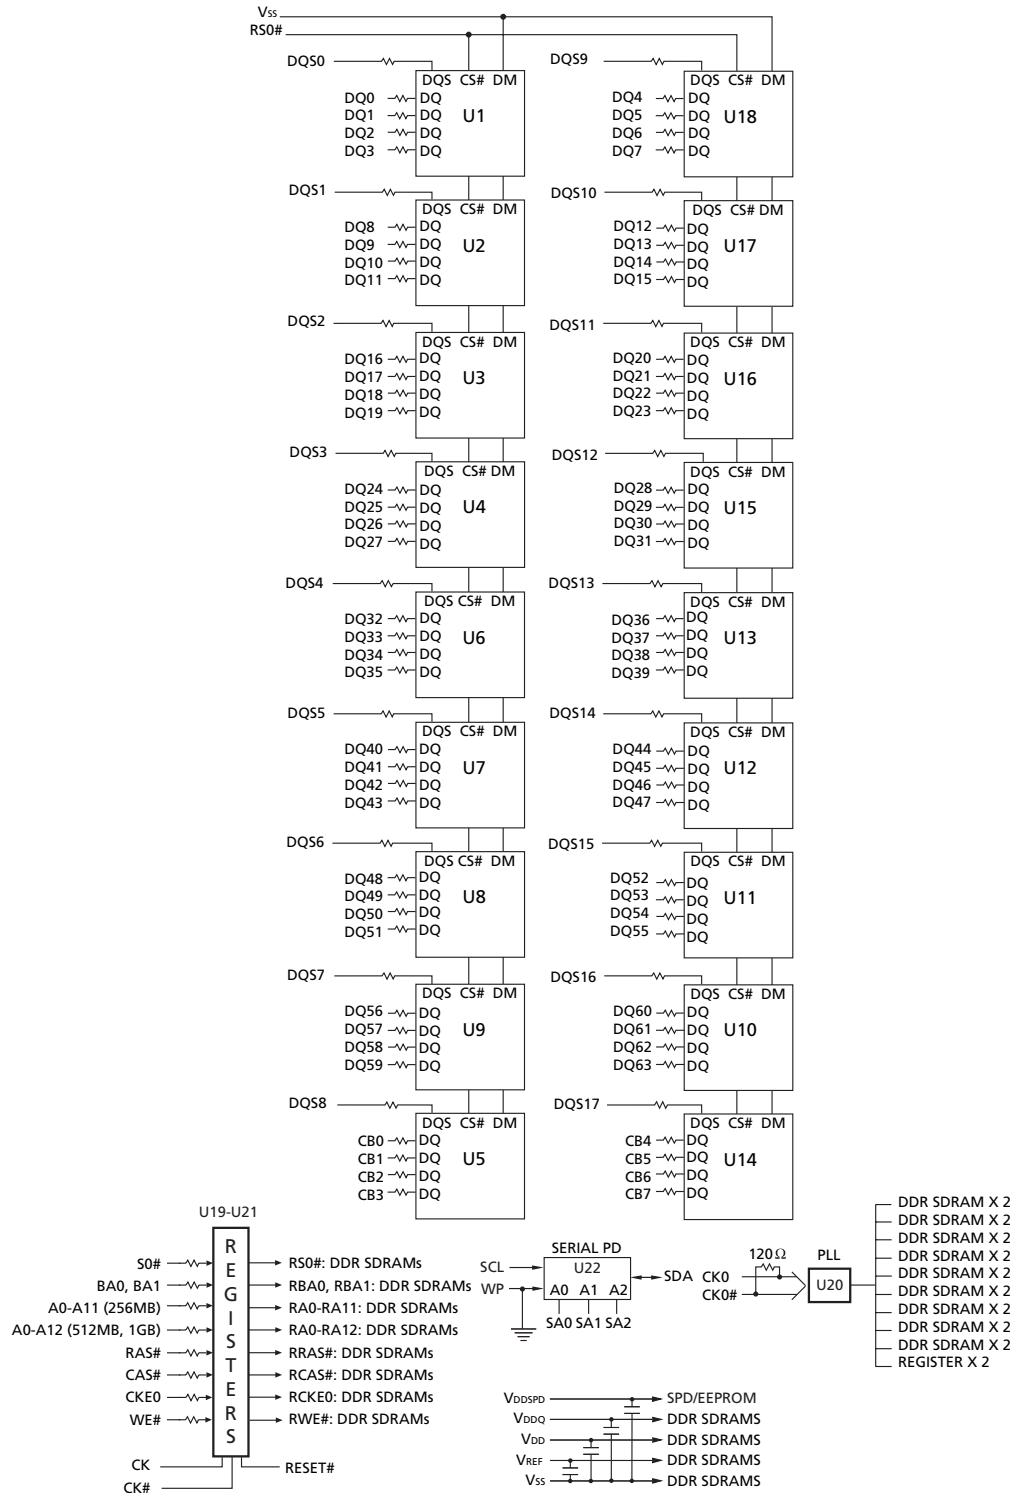 Vss
RS0#
DQS0
DQS CS# DM
DQ0 DQ
DQ1 DQ
DQ2 DQ
DQ3 DQ
U1
DQS9
DQS CS# DM
DQ4 DQ
DQ5 DQ
DQ6 DQ
DQ7 DQ
U18
DQS1
DQS CS# DM
DQ8 DQ
DQ9 DQ
DQ10 DQ
DQ11 DQ
U2
DQS10
DQS CS# DM
DQ12 DQ
DQ13 DQ
DQ14 DQ
DQ15 DQ
U17
DQS2
DQS CS# DM
DQ16 DQ
DQ17 DQ
DQ18 DQ
DQ19 DQ
U3
DQS11
DQS CS# DM
DQ20 DQ
DQ21 DQ
DQ22 DQ
DQ23 DQ
U16
DQS3
DQS CS# DM
DQ24 DQ
DQ25 DQ
DQ26 DQ
DQ27 DQ
U4
DQS12
DQS CS# DM
DQ28 DQ
DQ29 DQ
DQ30 DQ
DQ31 DQ
U15
DQS4
DQS CS# DM
DQ32 DQ
DQ33 DQ
DQ34 DQ
DQ35 DQ
U6
DQS13
DQS CS# DM
DQ36 DQ
DQ37 DQ
DQ38 DQ
DQ39 DQ
U13
DQS5
DQS CS# DM
DQ40 DQ
DQ41 DQ
DQ42 DQ
DQ43 DQ
U7
DQS14
DQS CS# DM
DQ44 DQ
DQ45 DQ
DQ46 DQ
DQ47 DQ
U12
DQS6
DQS CS# DM
DQ48 DQ
DQ49 DQ
DQ50 DQ
DQ51 DQ
U8
DQS15
DQS CS# DM
DQ52 DQ
DQ53 DQ
DQ54 DQ
DQ55 DQ
U11
DQS7
DQS CS# DM
DQ56 DQ
DQ57 DQ
DQ58 DQ
DQ59 DQ
U9
DQS16
DQS CS# DM
DQ60 DQ
DQ61 DQ
DQ62 DQ
DQ63 DQ
U10
DQS8
DQS CS# DM
CB0 DQ
CB1 DQ
CB2 DQ
CB3 DQ
U5
DQS17
DQS CS# DM
CB4 DQ
CB5 DQ
CB6 DQ
CB7 DQ
U14
U19-U21
REGISTERS
S0# RS0#: DDR SDRAMs
BA0, BA1 RBA0, RBA1: DDR SDRAMs
A0-A11 (256MB) RA0-RA11: DDR SDRAMs
A0-A12 (512MB, 1GB) RA0-RA12: DDR SDRAMs
RAS# RRAS#: DDR SDRAMs
CAS# RCAS#: DDR SDRAMs
CKE0 RCKE0: DDR SDRAMs
WE# RWE#: DDR SDRAMs
CK RESET#
CK#
SERIAL PD
U22
SCL
WP
A0 A1 A2
SDA
SA0 SA1 SA2
120Ω
CK0
CK0#
PLL
U20
DDR SDRAM X 2
DDR SDRAM X 2
DDR SDRAM X 2
DDR SDRAM X 2
DDR SDRAM X 2
DDR SDRAM X 2
DDR SDRAM X 2
DDR SDRAM X 2
DDR SDRAM X 2
REGISTER X 2
VDDSPD SPD/EEPROM
VDDQ DDR SDRAMS
VDD DDR SDRAMS
VREF DDR SDRAMS
Vss DDR SDRAMS